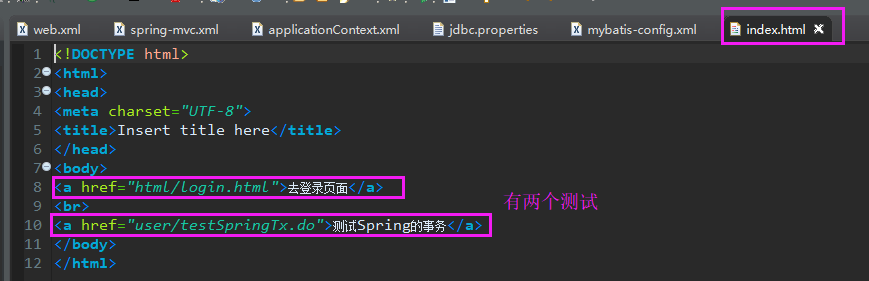 web.xml spring-mvc.xml applicationContext.xml jdbc.properties mybatis-config.xml index.html
1 <!DOCTYPE html>
2 <html>
3 <head>
4 <meta charset="UTF-8">
5 <title>Insert title here</title>
6 </head>
7 <body>
8 <a href="html/login.html">去登录页面</a>
有两个测试
9 <br>
10 <a href="user/testSpringTx.do">测试Spring的事务</a>
11 </body>
12 </html>